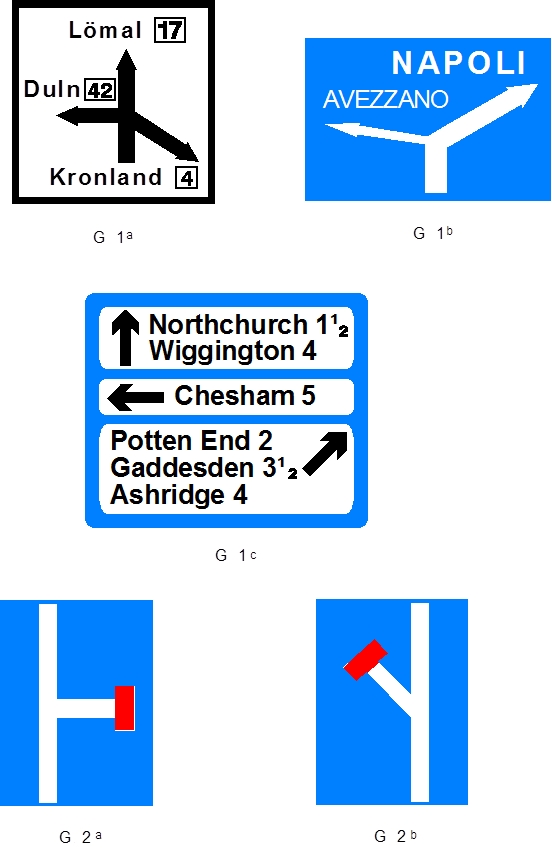 Lömal 17
Duln 42
Kronland 4
G 1a
NAPOLI
AVEZZANO
G 1b
Northchurch 1½
Wiggington 4
Chesham 5
Potten End 2
Gaddesden 3½
Ashridge 4
G 1c
G 2a
G 2b